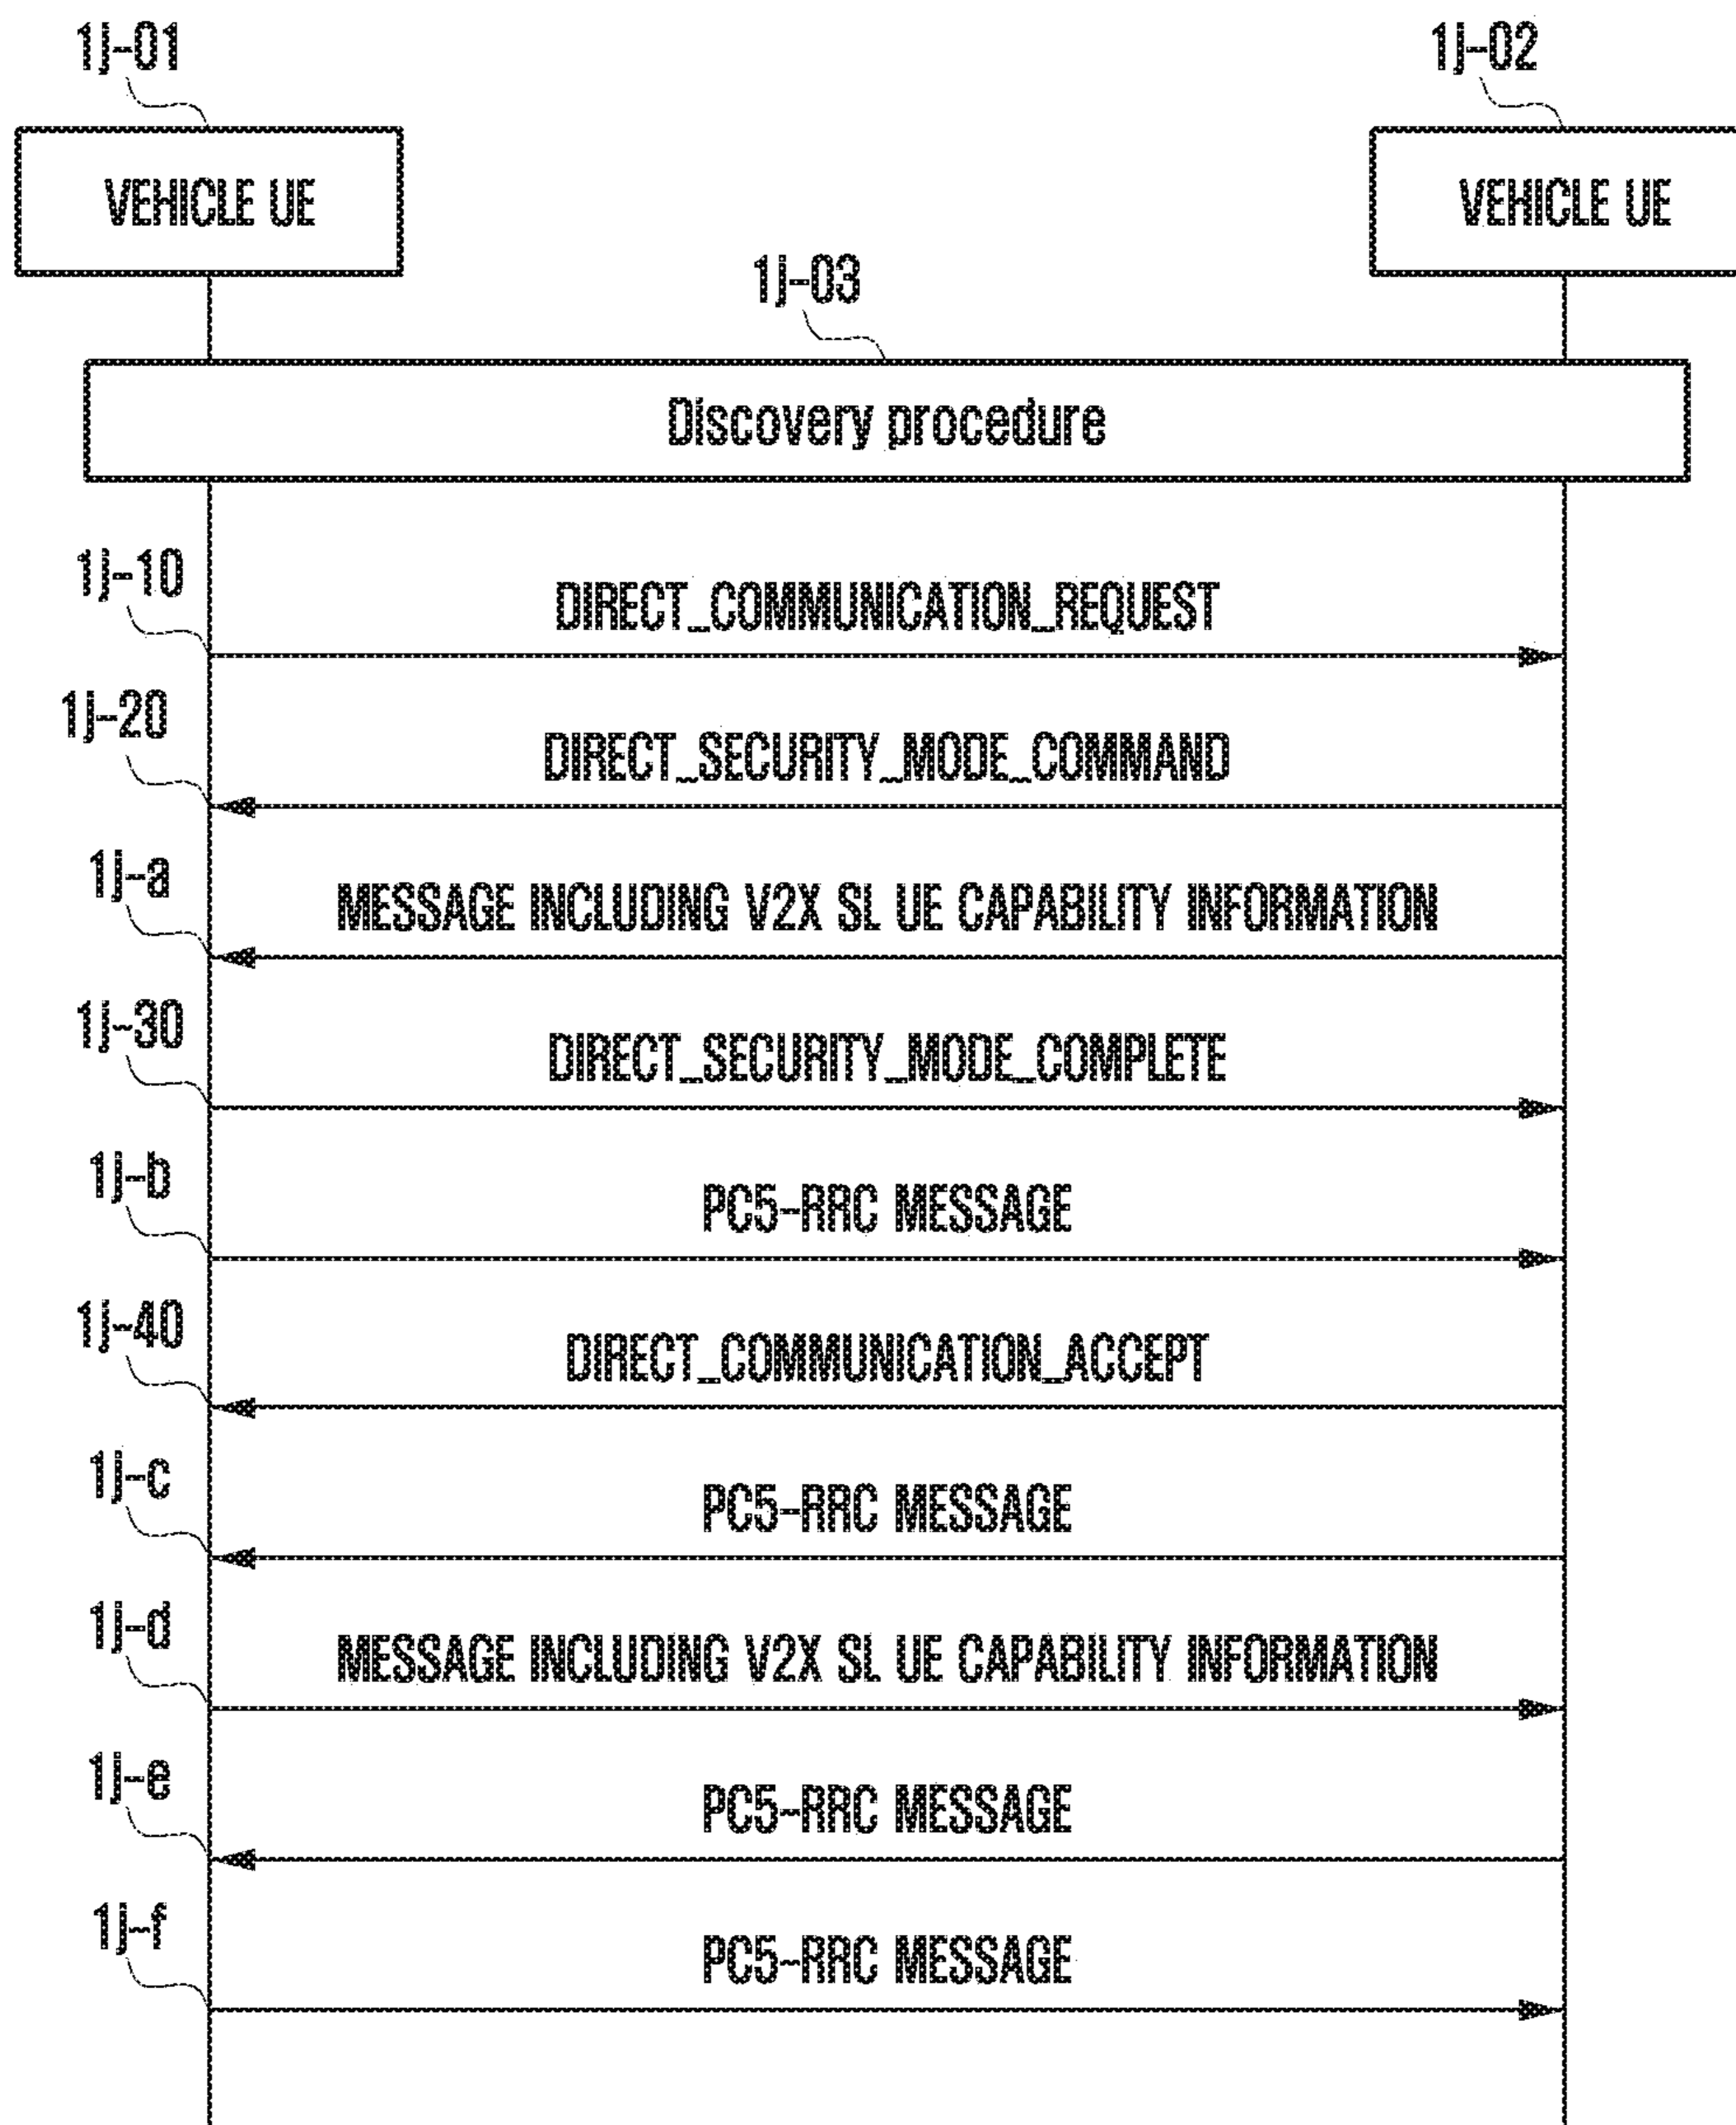 1j-01
1j-02
VEHICLE UE
VEHICLE UE
1j-03
Discovery procedure
1j-10
DIRECT_COMMUNICATION_REQUEST
1j-20
DIRECT_SECURITY_MODE_COMMAND
1j-a
MESSAGE INCLUDING V2X SL UE CAPABILITY INFORMATION
1j-30
DIRECT_SECURITY_MODE_COMPLETE
1j-b
PC5-RRC MESSAGE
1j-40
DIRECT_COMMUNICATION_ACCEPT
1j-c
PC5-RRC MESSAGE
1j-d
MESSAGE INCLUDING V2X SL UE CAPABILITY INFORMATION
1j-e
PC5-RRC MESSAGE
1j-f
PC5-RRC MESSAGE